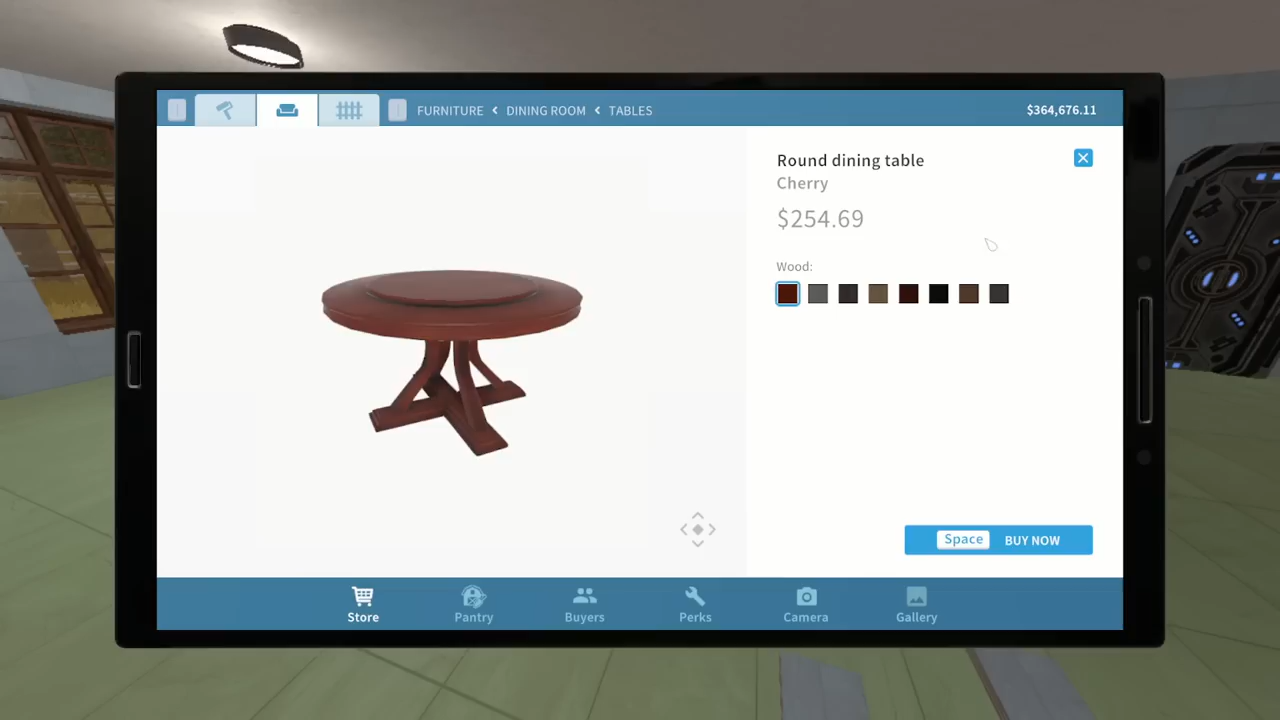 FURNITURE < DINING ROOM < TABLES
$364,676.11
Round dining table
Cherry
$254.69
Wood:
Space BUY NOW
Store Pantry Buyers Perks Camera Gallery